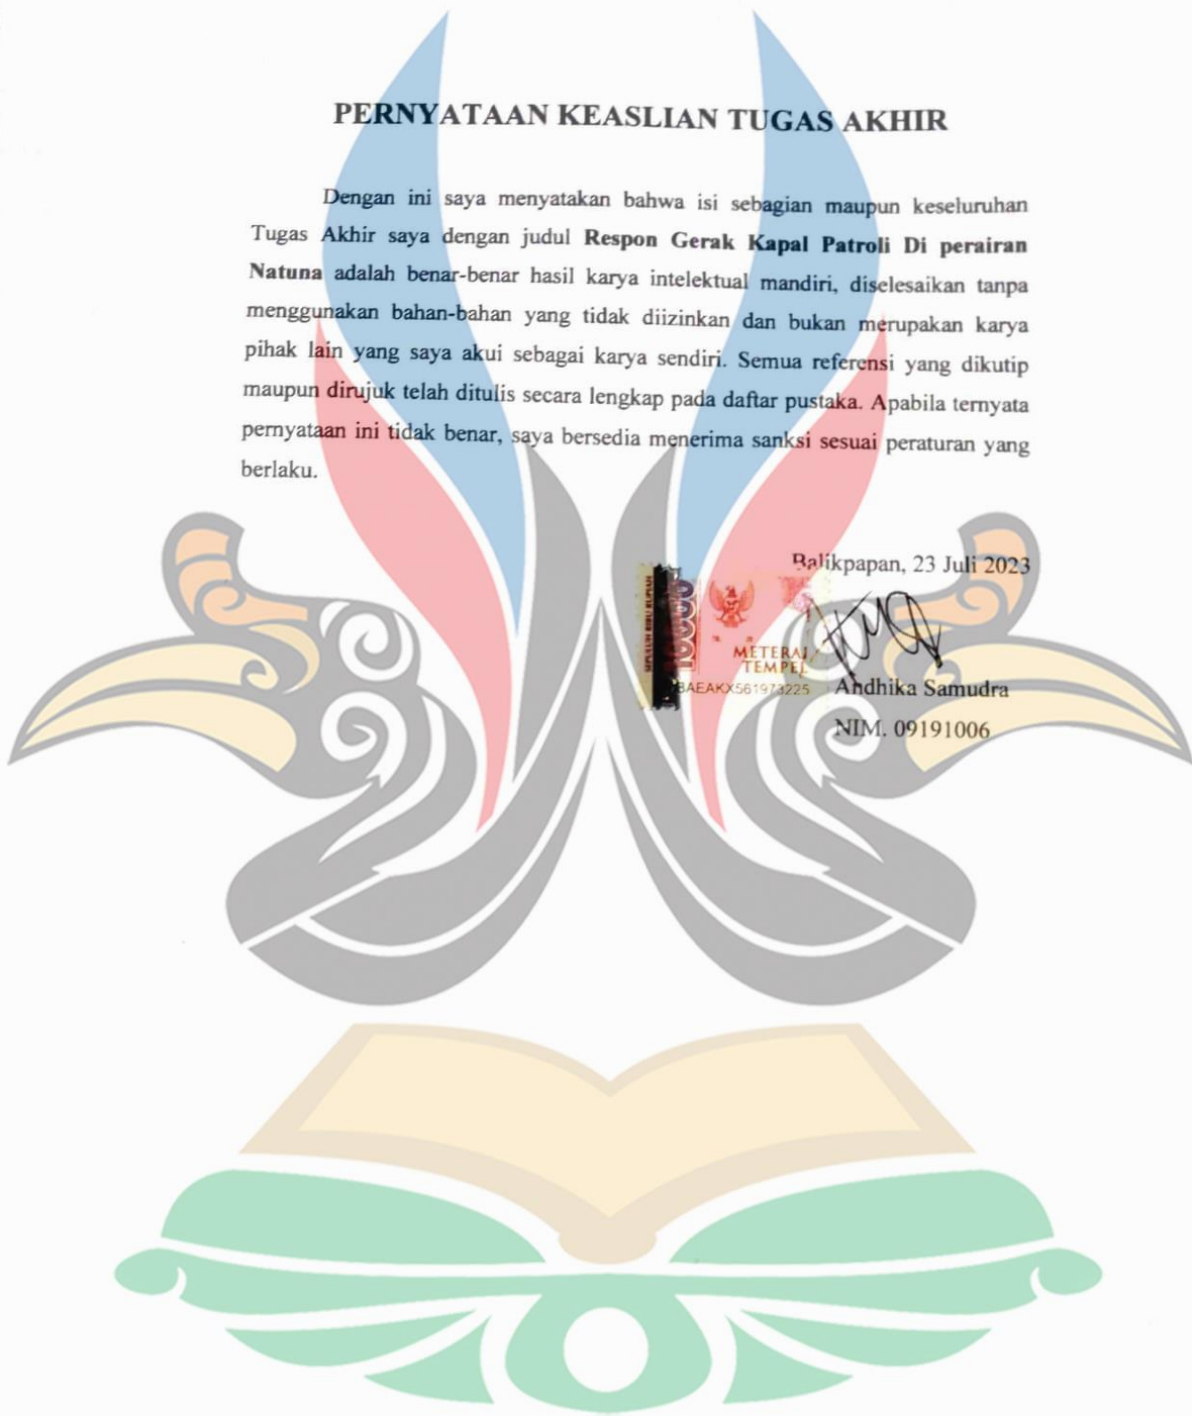 PERNYATAAN KEASLIAN TUGAS AKHIR
Dengan ini saya menyatakan bahwa isi sebagian maupun keseluruhan
Tugas Akhir saya dengan judul Respon Gerak Kapal Patroli Di perairan
Natuna adalah benar-benar hasil karya intelektual mandiri, diselesaikan tanpa
menggunakan bahan-bahan yang tidak diizinkan dan bukan merupakan karya
pihak lain yang saya akui sebagai karya sendiri. Semua referensi yang dikutip
maupun dirujuk telah ditulis secara lengkap pada daftar pustaka. Apabila ternyata
pernyataan ini tidak benar, saya bersedia menerima sanksi sesuai peraturan yang
berlaku.
Balikpapan, 23 Juli 2023
SEPULUH RIBU RUPIAH
10000
METERAI
TEMPEL
BAEAKX561973225
Andhika Samudra
NIM. 09191006